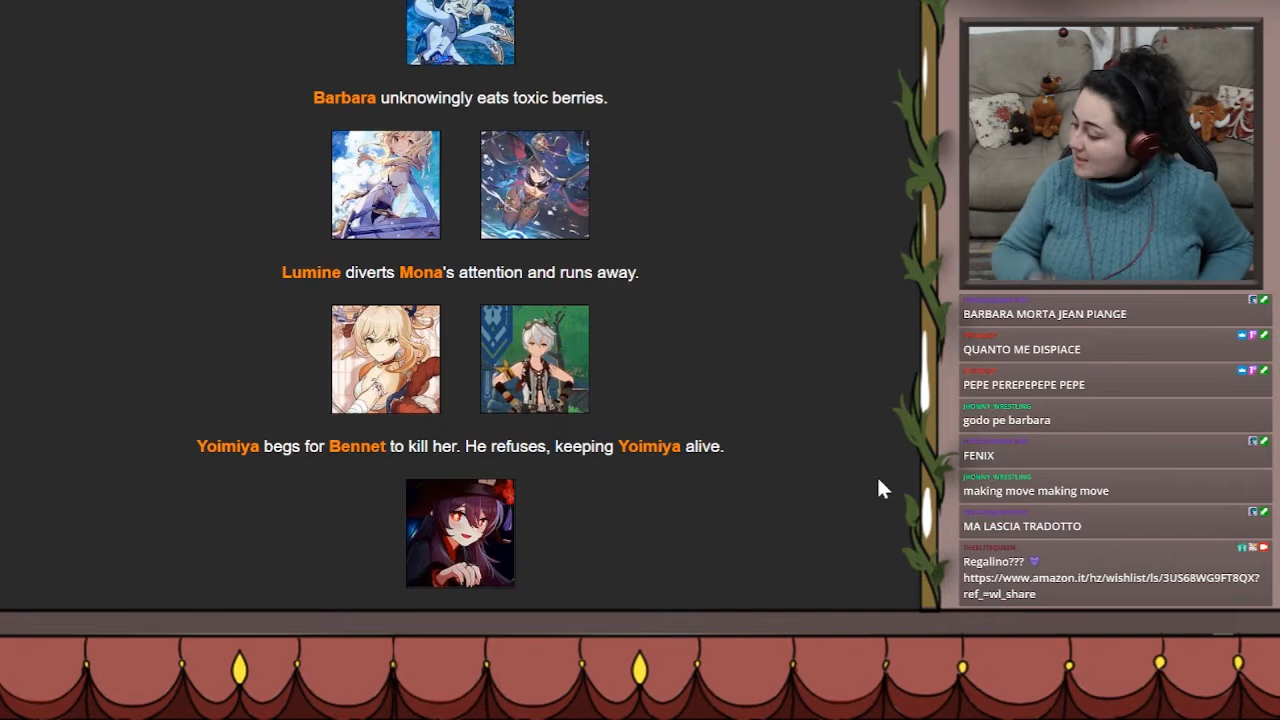 Barbara unknowingly eats toxic berries.
Lumine diverts Mona's attention and runs away.
Yoimiya begs for Bennet to kill her. He refuses, keeping Yoimiya alive.
BARBARA MORTA JEAN PIANGE
QUANTO ME DISPIACE
PEPE PEREPEPEPE PEPE
JHONNY WRESTLING
godo pe barbara
FENIX
JHONNY WRESTLING
making move making move
MA LASCIA TRADOTTO
Regalino???
https://www.amazon.it/hz/wishlist/ls/3US68WG9FT8QX?
ref_=wl_share